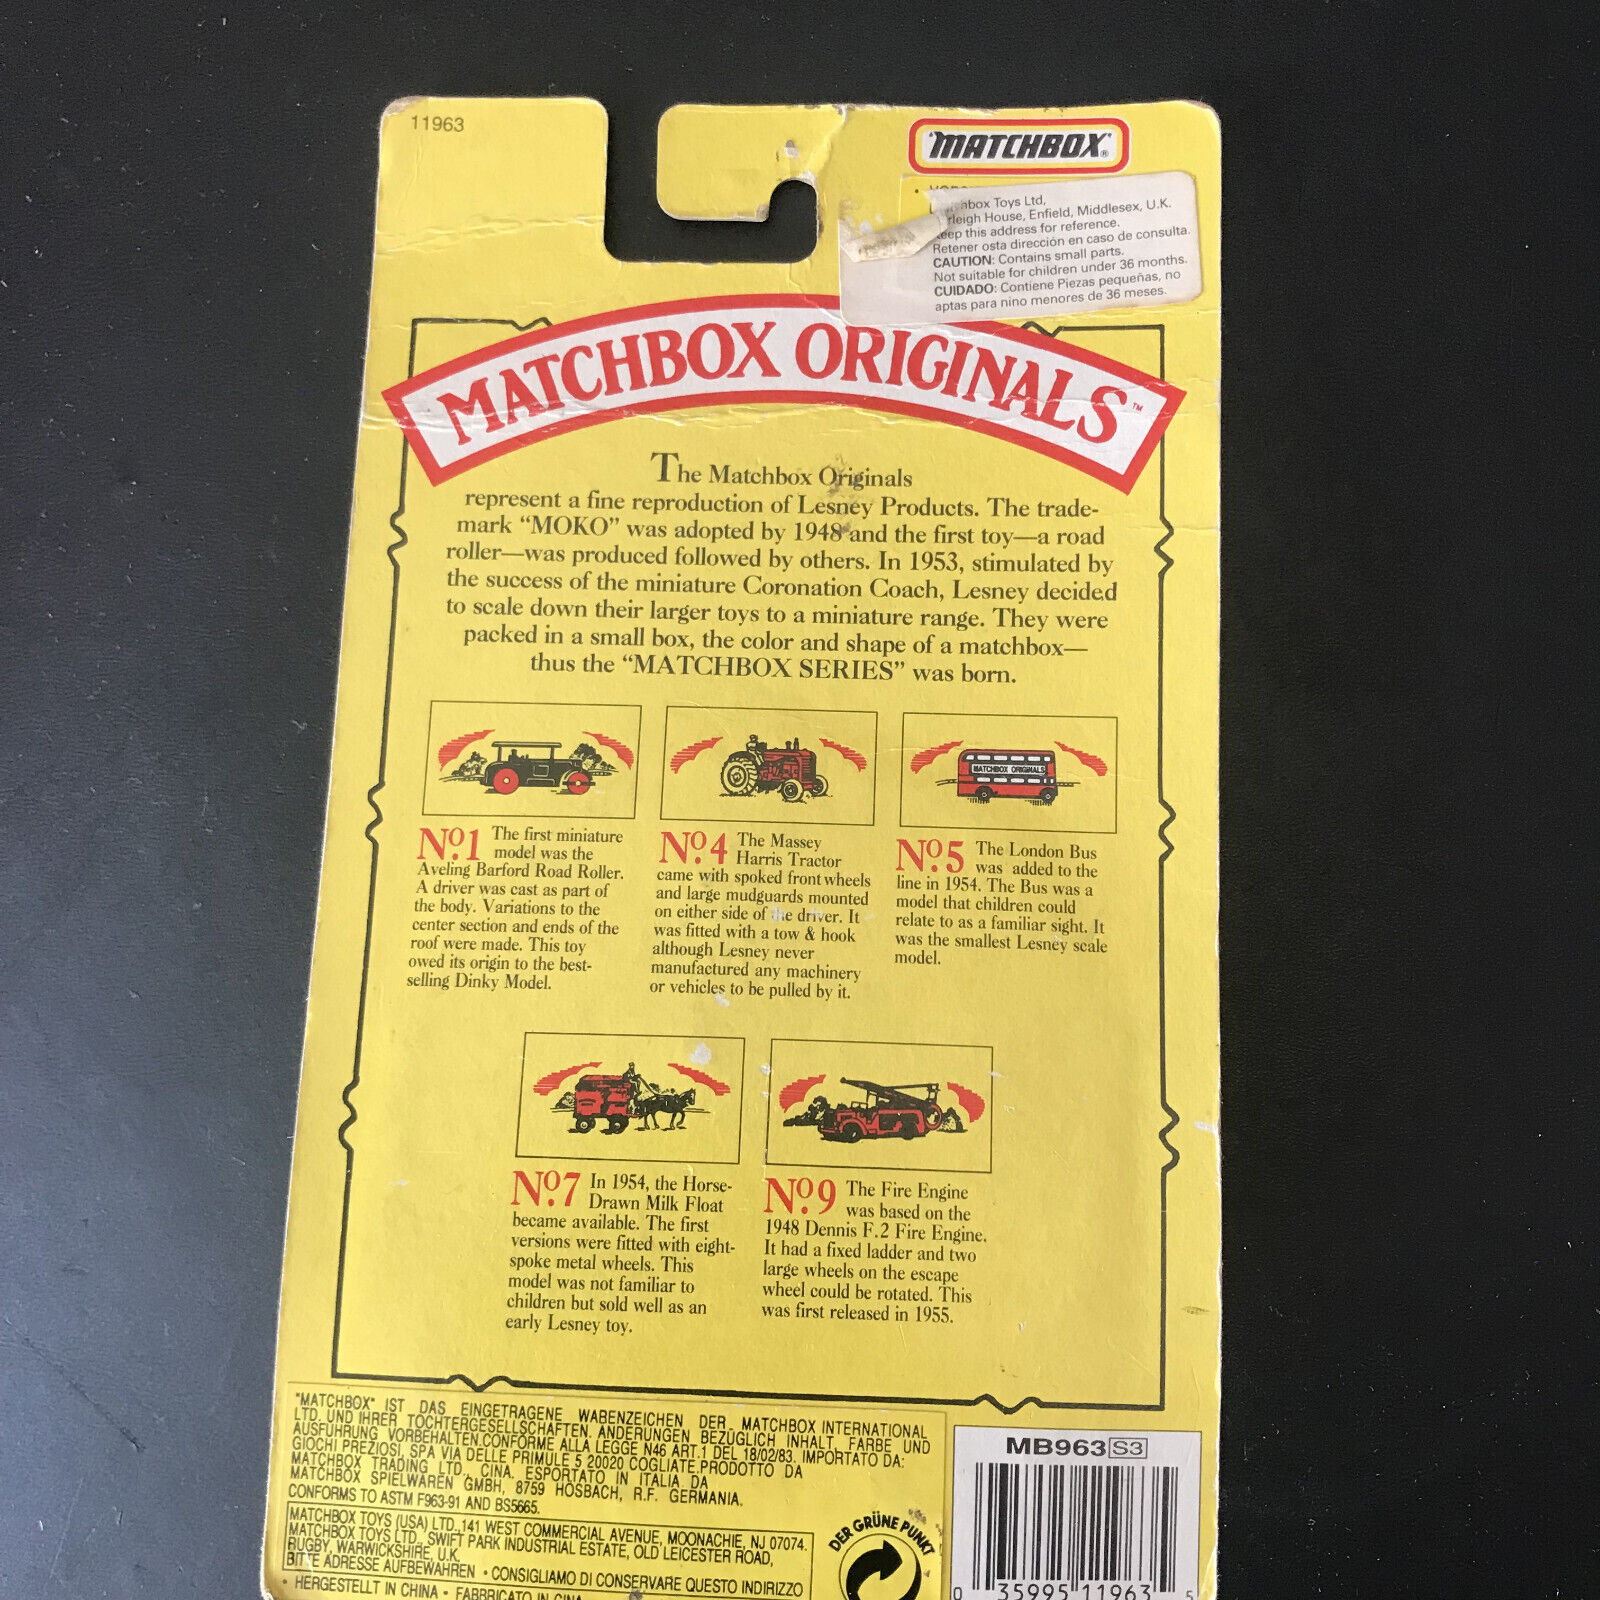 11963
MATCHBOX®
abox Toys Ltd,
leigh House, Enfield, Middlesex, U.K.
eep this address for reference.
Retener osta dirección en caso de consulta.
CAUTION: Contains small parts.
Not suitable for children under 36 months.
CUIDADO: Contiene Piezas pequeñas, no
aptas para nino menores de 36 meses.
MATCHBOX ORIGINALS™
The Matchbox Originals
represent a fine reproduction of Lesney Products. The trade-
mark “MOKO” was adopted by 1948 and the first toy—a road
roller—was produced followed by others. In 1953, stimulated by
the success of the miniature Coronation Coach, Lesney decided
to scale down their larger toys to a miniature range. They were
packed in a small box, the color and shape of a matchbox—
thus the “MATCHBOX SERIES” was born.
MATCHBOX ORIGINALS
No.1 The first miniature
model was the
Aveling Barford Road Roller.
A driver was cast as part of
the body. Variations to the
center section and ends of the
roof were made. This toy
owed its origin to the best-
selling Dinky Model.
No.4 The Massey
Harris Tractor
came with spoked front wheels
and large mudguards mounted
on either side of the driver. It
was fitted with a tow & hook
although Lesney never
manufactured any machinery
or vehicles to be pulled by it.
No.5 The London Bus
was added to the
line in 1954. The Bus was a
model that children could
relate to as a familiar sight. It
was the smallest Lesney scale
model.
No.7 In 1954, the Horse-
Drawn Milk Float
became available. The first
versions were fitted with eight-
spoke metal wheels. This
model was not familiar to
children but sold well as an
early Lesney toy.
No.9 The Fire Engine
was based on the
1948 Dennis F.2 Fire Engine.
It had a fixed ladder and two
large wheels on the escape
wheel could be rotated. This
was first released in 1955.
"MATCHBOX" IST DAS EINGETRAGENE WABENZEICHEN DER MATCHBOX INTERNATIONAL
LTD. UND IHRER TOCHTERGESELLSCHAFTEN. ANDERUNGEN BEZÜGLICH INHALT, FARBE UND
AUSFÜHRUNG VORBEHALTEN.CONFORME ALLA LEGGE N46 ART.1 DEL 18/02/83. IMPORTATO DA:
GIOCHI PREZIOSI, SPA VIA DELLE PRIMULE 5 20020 COGLIATE.PRODOTTO DA
MATCHBOX TRADING LTD., CINA. ESPORTATO IN ITALIA DA
MATCHBOX SPIELWAREN GMBH, 8759 HÖSBACH, R.F. GERMANIA.
CONFORMS TO ASTM F963-91 AND BS5665.
MATCHBOX TOYS (USA) LTD.,141 WEST COMMERCIAL AVENUE, MOONACHIE, NJ 07074.
MATCHBOX TOYS LTD. SWIFT PARK INDUSTRIAL ESTATE, OLD LEICESTER ROAD,
RUGBY, WARWICKSHIRE, U.K.
BITTE ADRESSE AUFBEWAHREN • CONSIGLIAMO DI CONSERVARE QUESTO INDIRIZZO
• HERGESTELLT IN CHINA • FABBRICATO IN CINA
DER GRÜNE PUNKT
MB963 S3
0 35995 11963 5